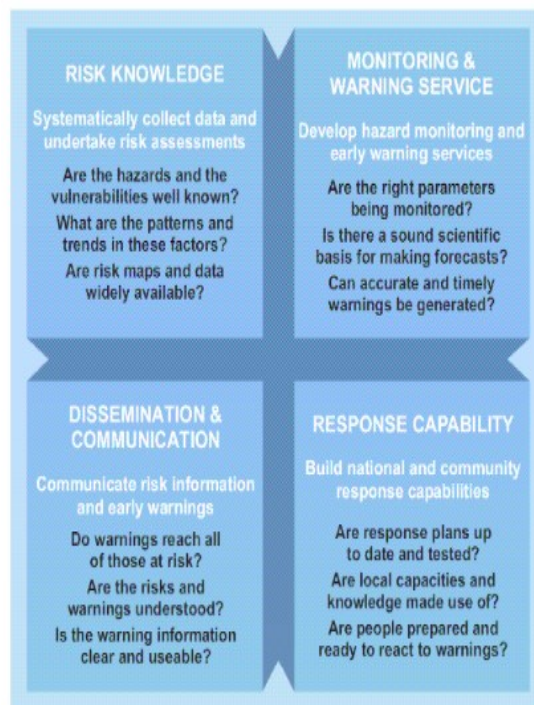 RISK KNOWLEDGE
Systematically collect data and
undertake risk assessments
Are the hazards and the
vulnerabilities well known?
What are the patterns and
trends in these factors?
Are risk maps and data
widely available?
MONITORING &
WARNING SERVICE
Develop hazard monitoring and
early warning services
Are the right parameters
being monitored?
Is there a sound scientific
basis for making forecasts?
Can accurate and timely
warnings be generated?
DISSEMINATION &
COMMUNICATION
Communicate risk information
and early warnings
Do warnings reach all
of those at risk?
Are the risks and
warnings understood?
Is the warning information
clear and useable?
RESPONSE CAPABILITY
Build national and community
response capabilities
Are response plans up
to date and tested?
Are local capacities and
knowledge made use of?
Are people prepared and
ready to react to warnings?